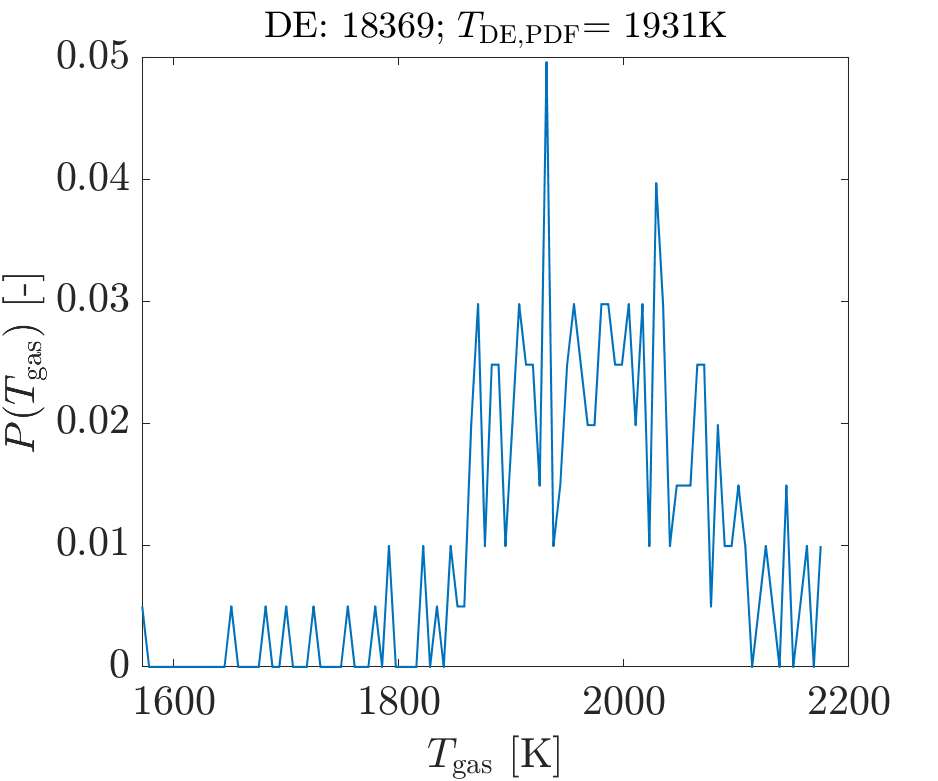 DE: 18369; T_DE,PDF= 1931K
0.05
0.04
0.03
0.02
0.01
0
P(T_gas) [-]
1600 1800 2000 2200
T_gas [K]